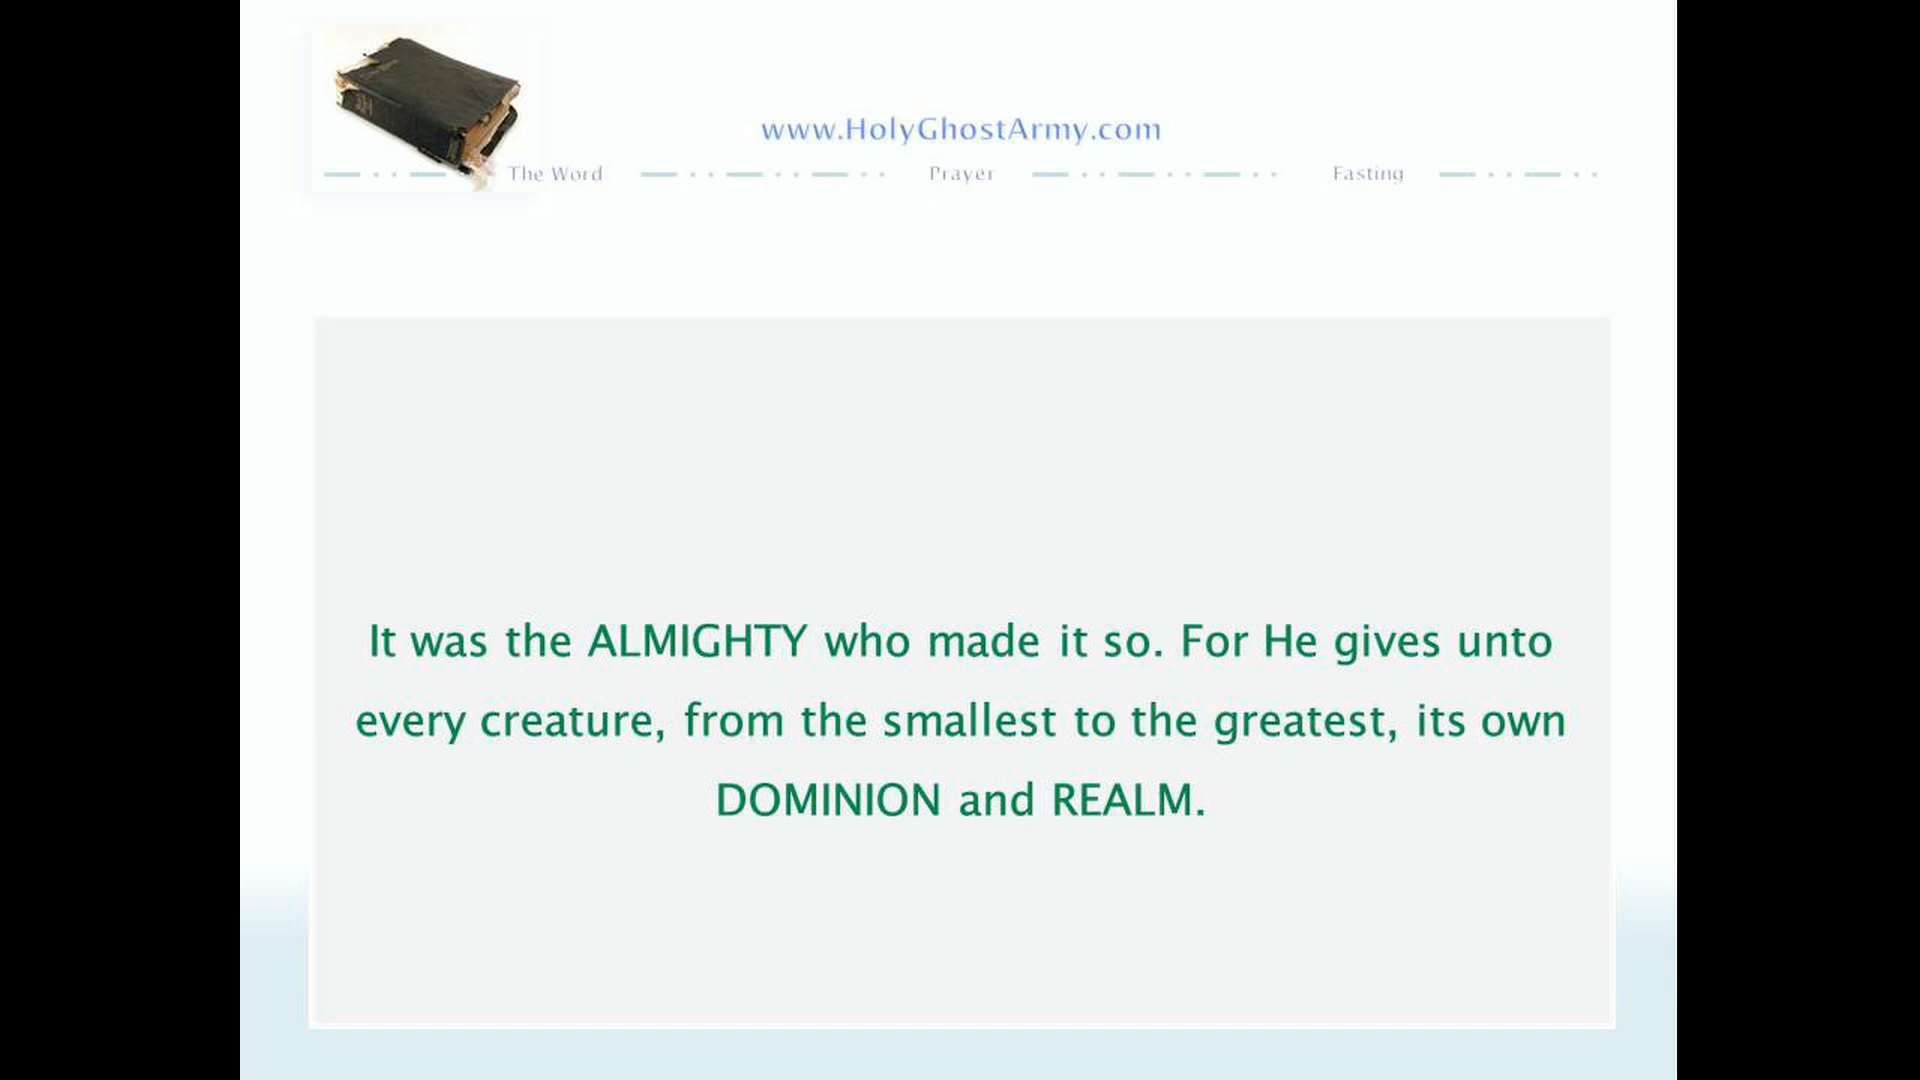 www.HolyGhostArmy.com
The Word Prayer Fasting
It was the ALMIGHTY who made it so. For He gives unto
every creature, from the smallest to the greatest, its own
DOMINION and REALM.